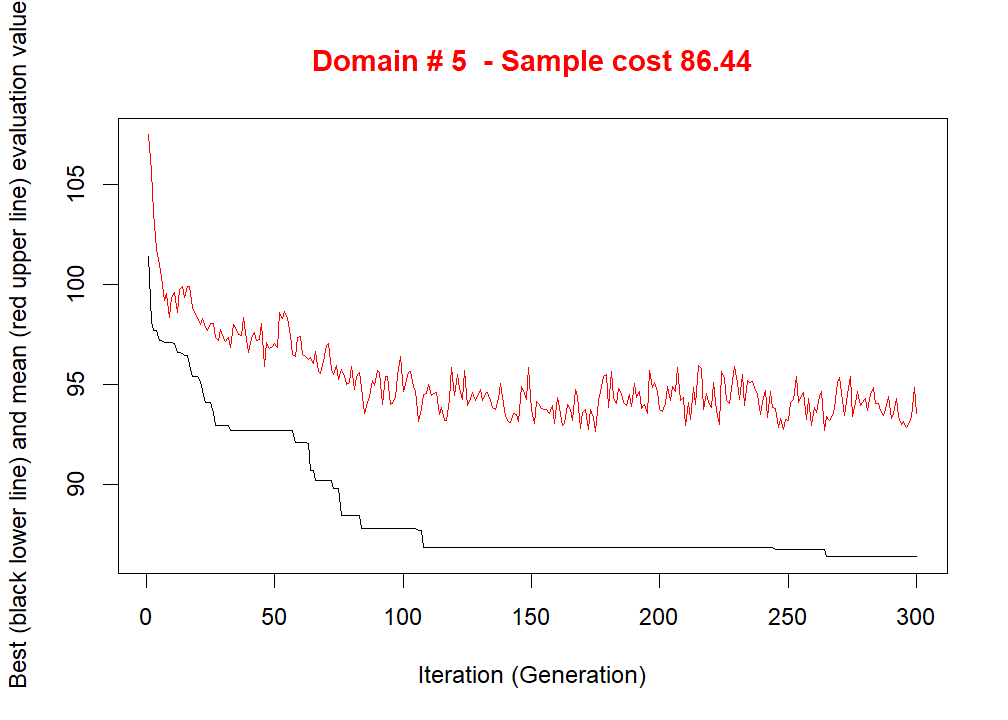 Domain # 5  - Sample cost 86.44
Best (black lower line) and mean (red upper line) evaluation value
105
100
95
90
0 50 100 150 200 250 300
Iteration (Generation)